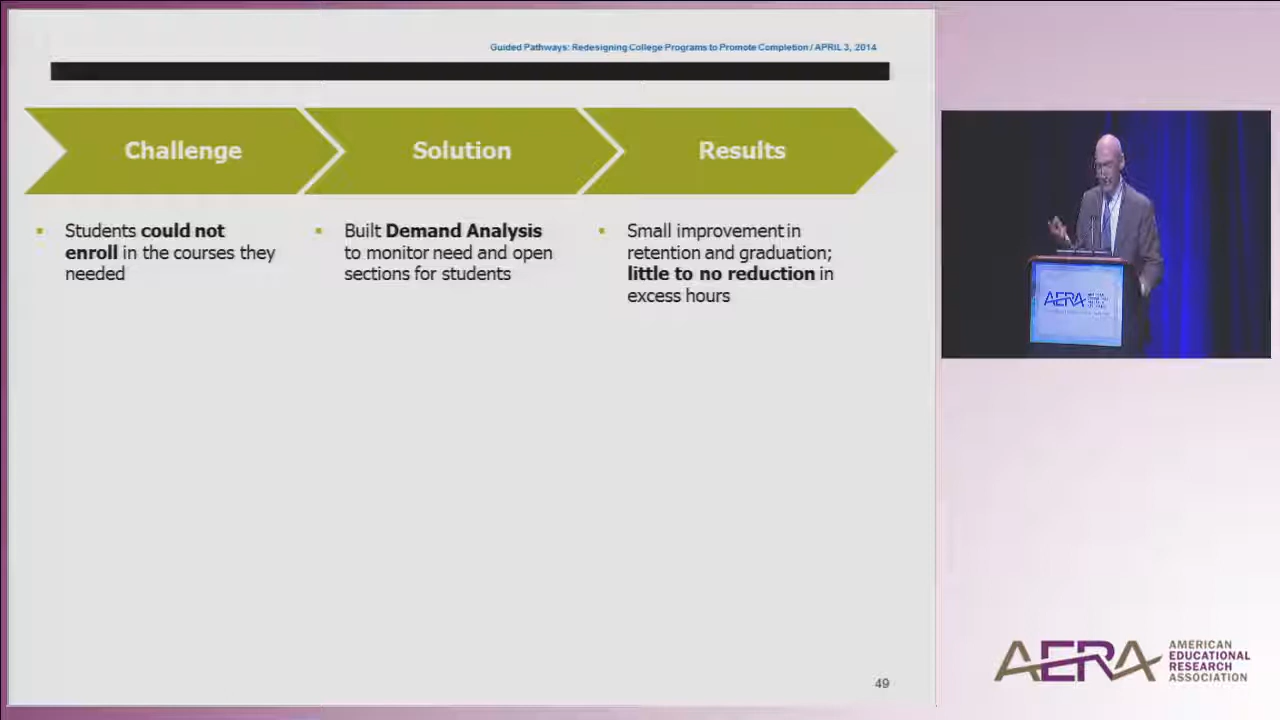 Guided Pathways: Redesigning College Programs to Promote Completion / APRIL 3, 2014
Challenge
Solution
Results
▪ Students could not
enroll in the courses they
needed
▪ Built Demand Analysis
to monitor need and open
sections for students
▪ Small improvement in
retention and graduation;
little to no reduction in
excess hours
49
AERA
AERA
AMERICAN
EDUCATIONAL
RESEARCH
ASSOCIATION